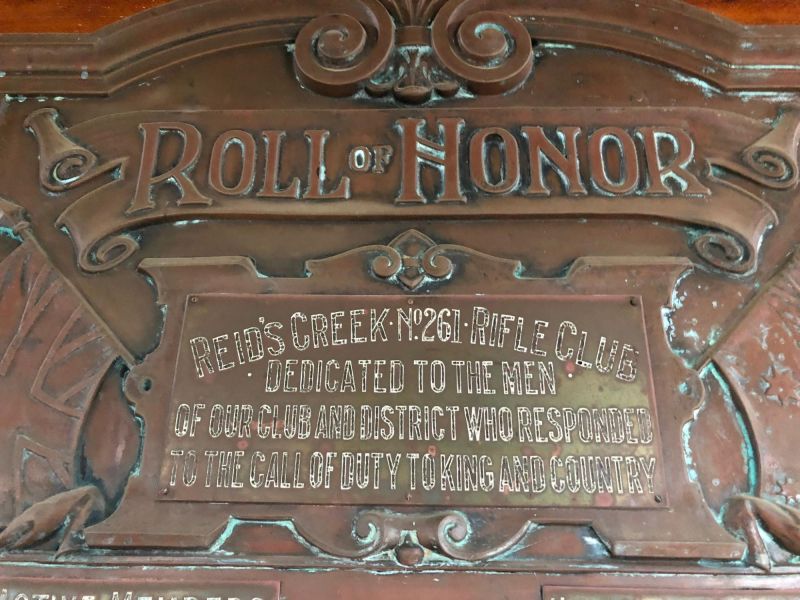 ROLL OF HONOR
REID'S CREEK · No. 261 · RIFLE CLUB
· DEDICATED TO THE MEN ·
OF OUR CLUB AND DISTRICT WHO RESPONDED
TO THE CALL OF DUTY TO KING AND COUNTRY
MEMBERS